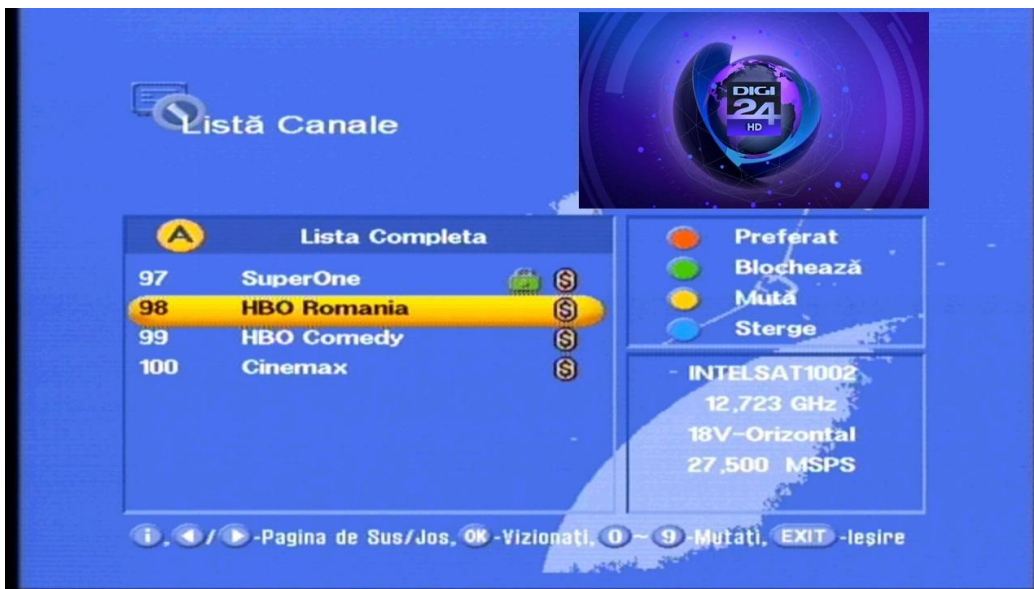 DIGI
24
HD
Listă Canale
A Lista Completa
97 SuperOne $
98 HBO Romania $
99 HBO Comedy $
100 Cinemax $
Preferat
Blochează
Mută
Sterge
INTELSAT1002
12,723 GHz
18V-Orizontal
27,500 MSPS
i, ◀/▶-Pagina de Sus/Jos, OK-Vizionați, 0~9-Mutați, EXIT-Ieșire